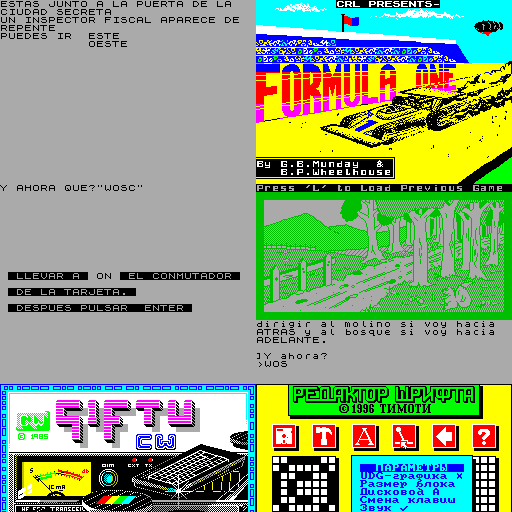 ESTAS JUNTO A LA PUERTA DE LA
CIUDAD SECRETA
UN INSPECTOR FISCAL APARECE DE
REPENTE
PUEDES IR  ESTE
OESTE
Y AHORA QUE?"WOSC"
LLEVAR A  ON  EL CONMUTADOR
DE LA TARJETA.
DESPUES PULSAR  ENTER
CRL PRESENTS-
FORMULA ONE
By G.B.Munday  &
B.P.Wheelhouse
Press 'L' to Load Previous Game
dirigir al molino si voy hacia
ATRAS y al bosque si voy hacia
ADELANTE.
]Y ahora?
>WOS
CW
© 1985
GIFTU
CW
S
db
DIM
EXT TX
РЕДАКТОР ШРИФТА
© 1996 ТИМОТИ
ПАРАМЕТРЫ
UDG-графика x
Размер блока
Дисковод A
Смена клавиш
Звук ✓